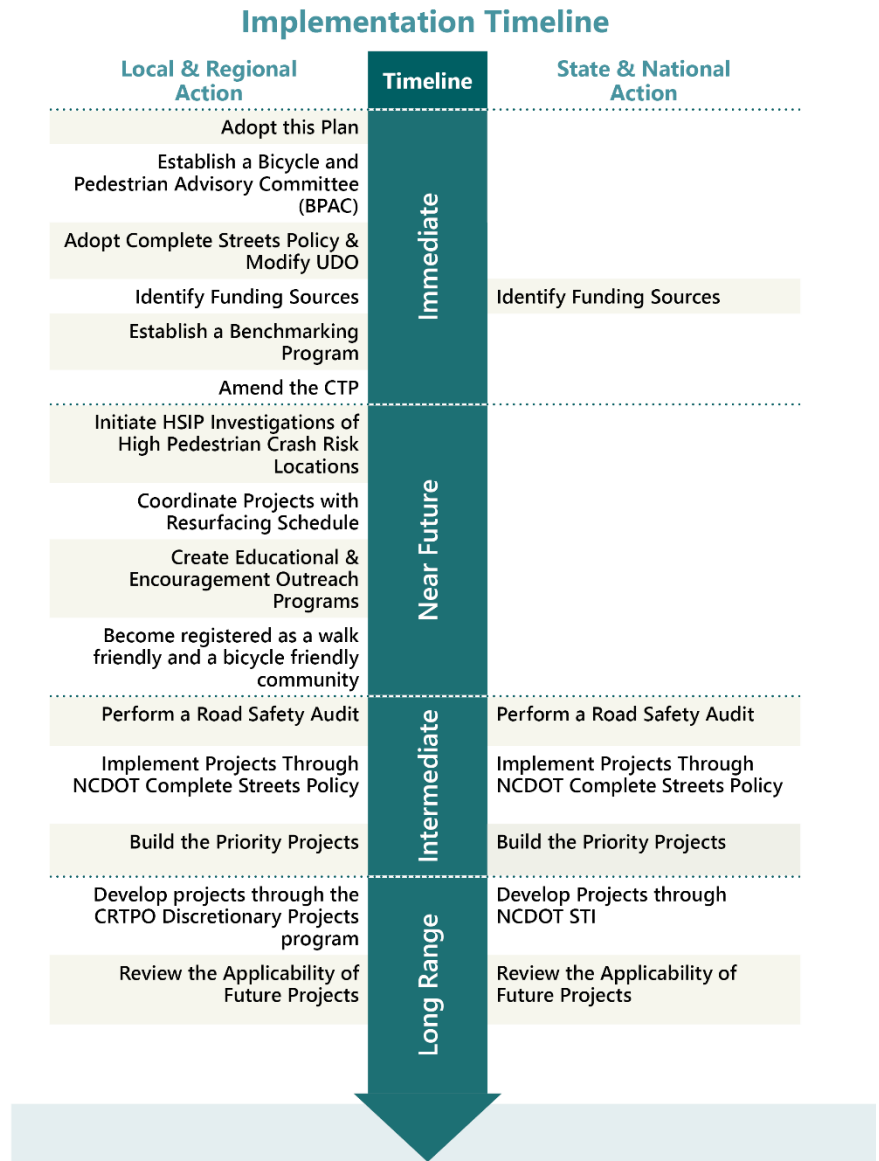 Implementation Timeline
Local & Regional
Action
Timeline
State & National
Action
Immediate
Adopt this Plan
Establish a Bicycle and
Pedestrian Advisory Committee
(BPAC)
Adopt Complete Streets Policy &
Modify UDO
Identify Funding Sources
Identify Funding Sources
Establish a Benchmarking
Program
Amend the CTP
Near Future
Initiate HSIP Investigations of
High Pedestrian Crash Risk
Locations
Coordinate Projects with
Resurfacing Schedule
Create Educational &
Encouragement Outreach
Programs
Become registered as a walk
friendly and a bicycle friendly
community
Intermediate
Perform a Road Safety Audit
Perform a Road Safety Audit
Implement Projects Through
NCDOT Complete Streets Policy
Implement Projects Through
NCDOT Complete Streets Policy
Build the Priority Projects
Build the Priority Projects
Long Range
Develop projects through the
CRTPO Discretionary Projects
program
Develop Projects through
NCDOT STI
Review the Applicability of
Future Projects
Review the Applicability of
Future Projects